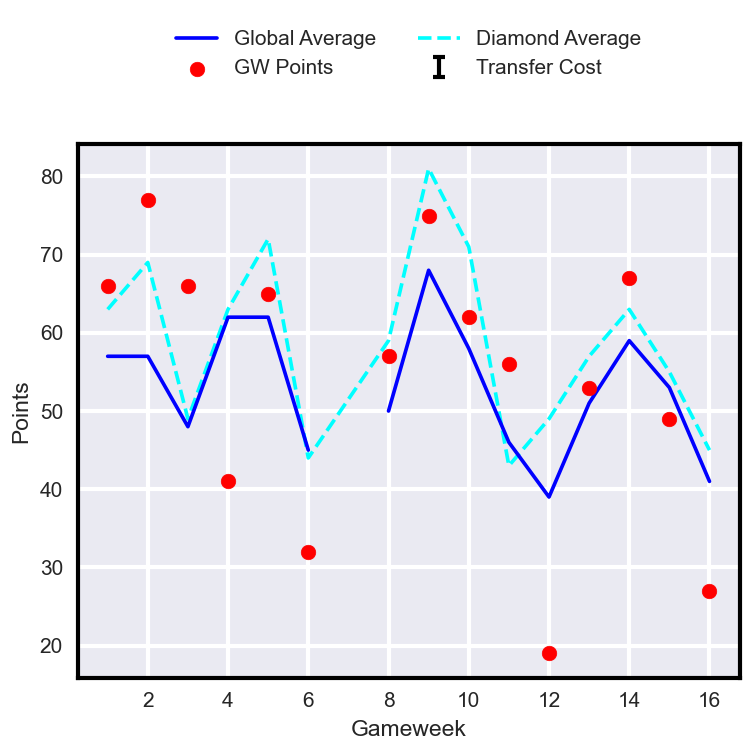 Global Average
Diamond Average
GW Points
Transfer Cost
80
70
60
50
40
30
20
Points
2 4 6 8 10 12 14 16
Gameweek